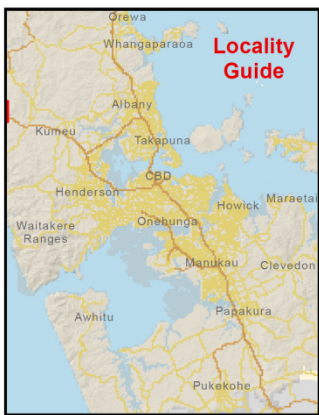 Orewa
Whangaparaoa
Locality
Guide
Albany
Kumeu
Takapuna
CBD
Henderson
Howick
Maraetai
Onehunga
Waitakere
Ranges
Manukau
Clevedon
Awhitu
Papakura
Pukekohe